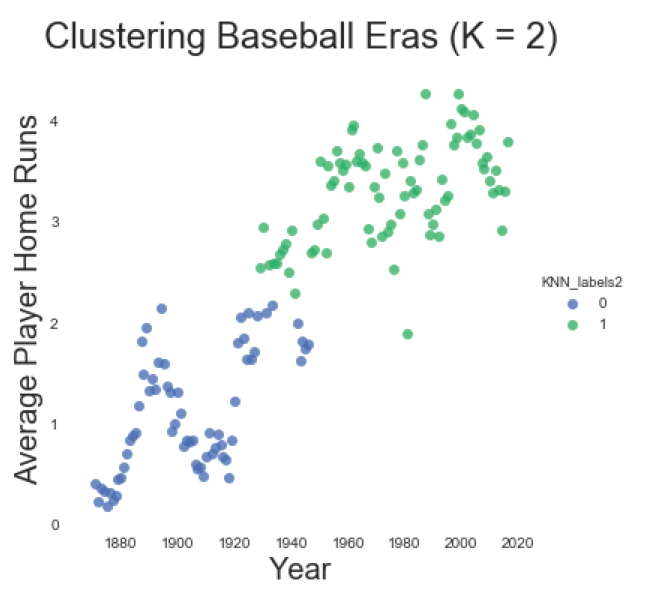 Clustering Baseball Eras (K = 2)
Average Player Home Runs
4
3
2
1
0
KNN_labels2
0
1
1880 1900 1920 1940 1960 1980 2000 2020
Year